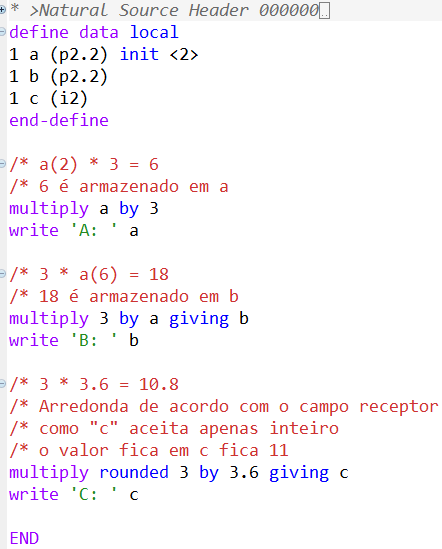 * >Natural Source Header 000000..
define data local
1 a (p2.2) init <2>
1 b (p2.2)
1 c (i2)
end-define
/* a(2) * 3 = 6
/* 6 é armazenado em a
multiply a by 3
write 'A: ' a
/* 3 * a(6) = 18
/* 18 é armazenado em b
multiply 3 by a giving b
write 'B: ' b
/* 3 * 3.6 = 10.8
/* Arredonda de acordo com o campo receptor
/* como "c" aceita apenas inteiro
/* o valor fica em c fica 11
multiply rounded 3 by 3.6 giving c
write 'C: ' c
END